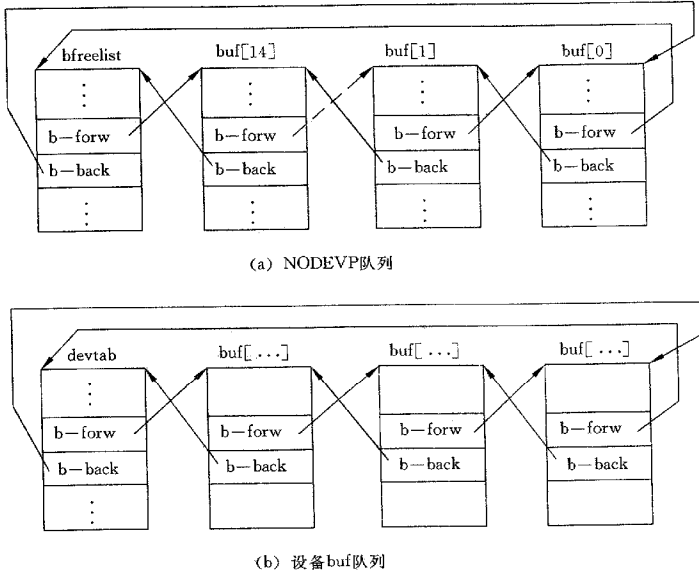 bfreelist buf[14] buf[1] buf[0]
⋮ ⋮ ⋮ ⋮
b—forw b—forw b—forw b—forw
b—back b—back b—back b—back
⋮ ⋮ ⋮ ⋮
(a) NODEVP队列
devtab buf[...] buf[...] buf[...]
⋮
b—forw b—forw b—forw b—forw
b—back b—back b—back b—back
⋮
(b) 设备buf队列